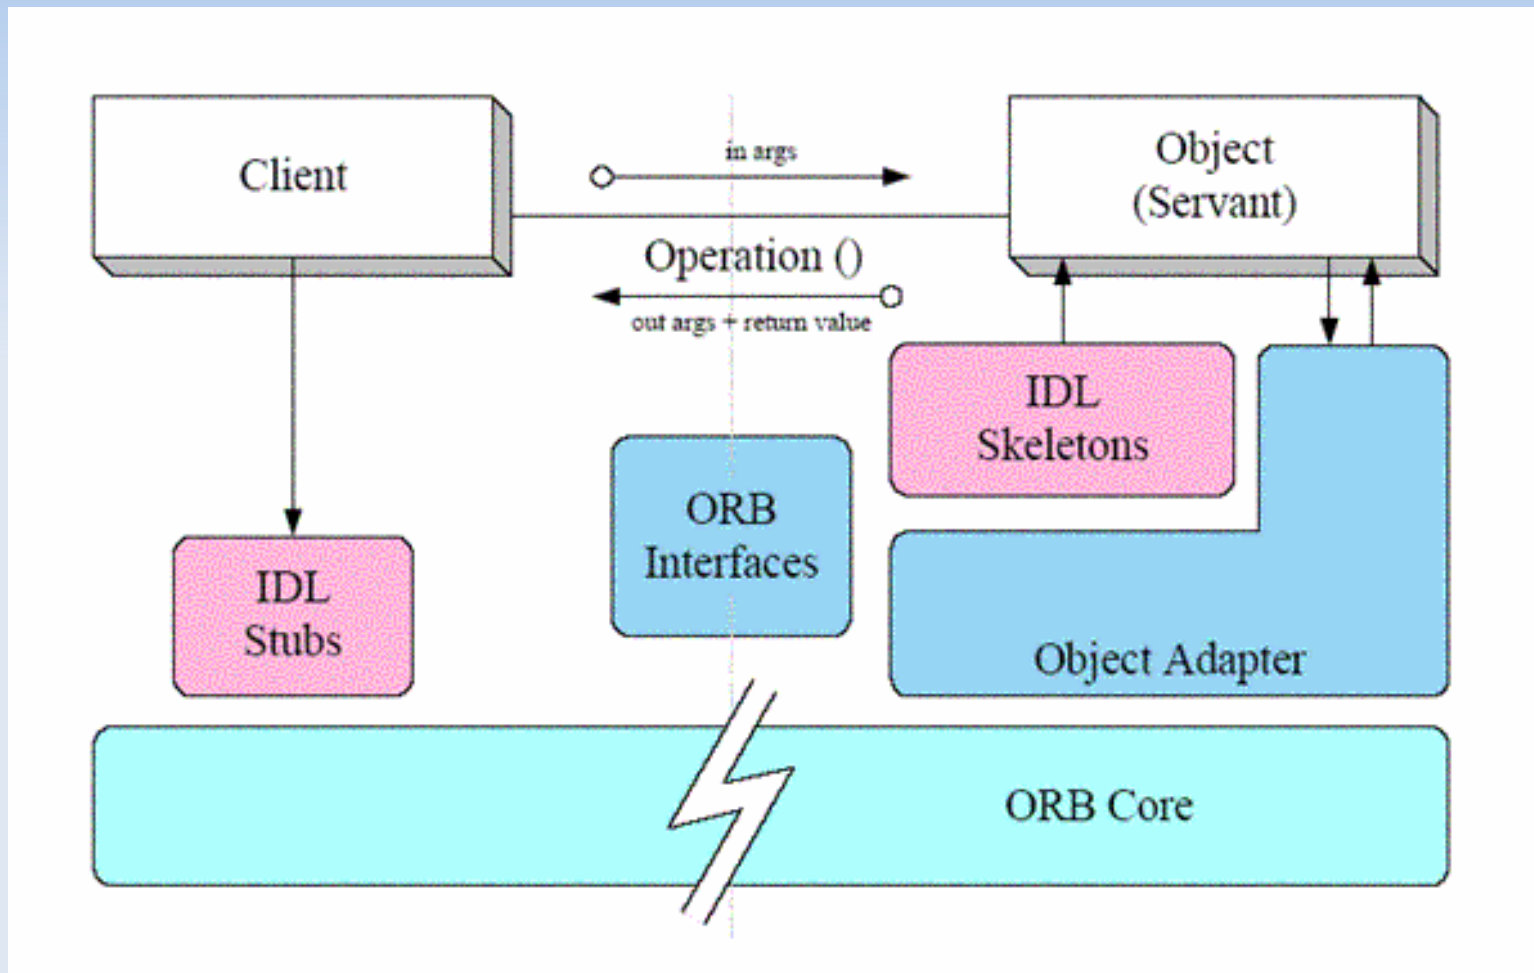 Client
in args
Object
(Servant)
Operation ()
out args + return value
IDL
Skeletons
ORB
Interfaces
IDL
Stubs
Object Adapter
ORB Core